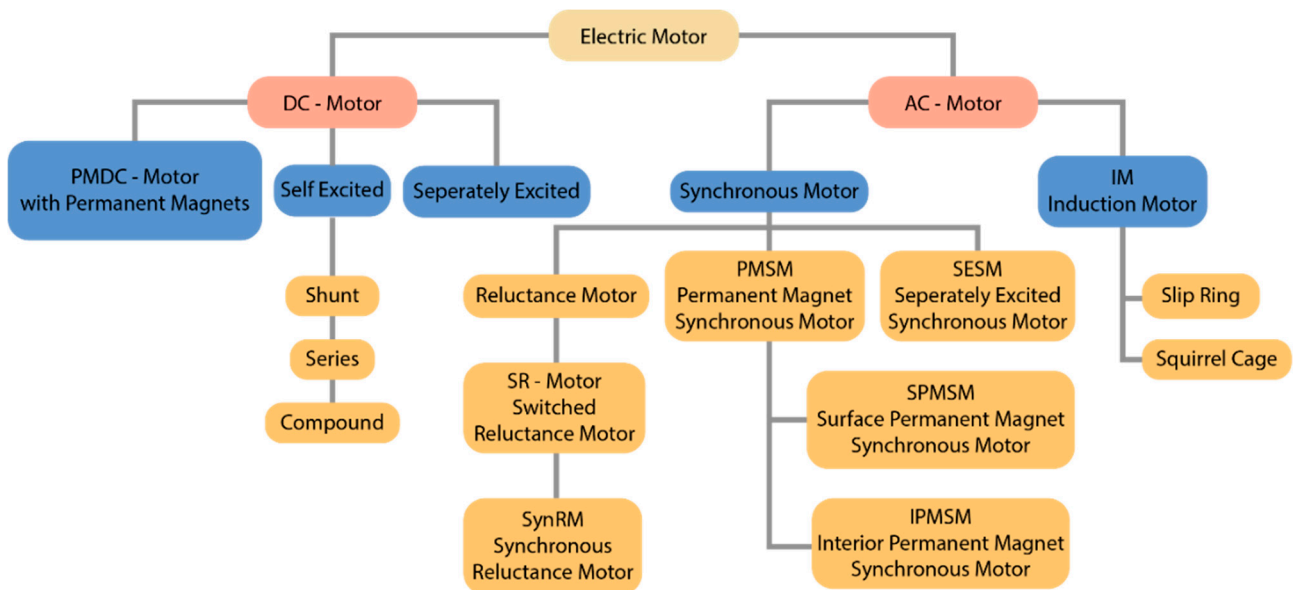 Electric Motor
DC - Motor
AC - Motor
PMDC - Motor
with Permanent Magnets
Self Excited
Seperately Excited
Synchronous Motor
IM
Induction Motor
Shunt
Series
Compound
Reluctance Motor
SR - Motor
Switched
Reluctance Motor
SynRM
Synchronous
Reluctance Motor
PMSM
Permanent Magnet
Synchronous Motor
SPMSM
Surface Permanent Magnet
Synchronous Motor
IPMSM
Interior Permanent Magnet
Synchronous Motor
SESM
Seperately Excited
Synchronous Motor
Slip Ring
Squirrel Cage